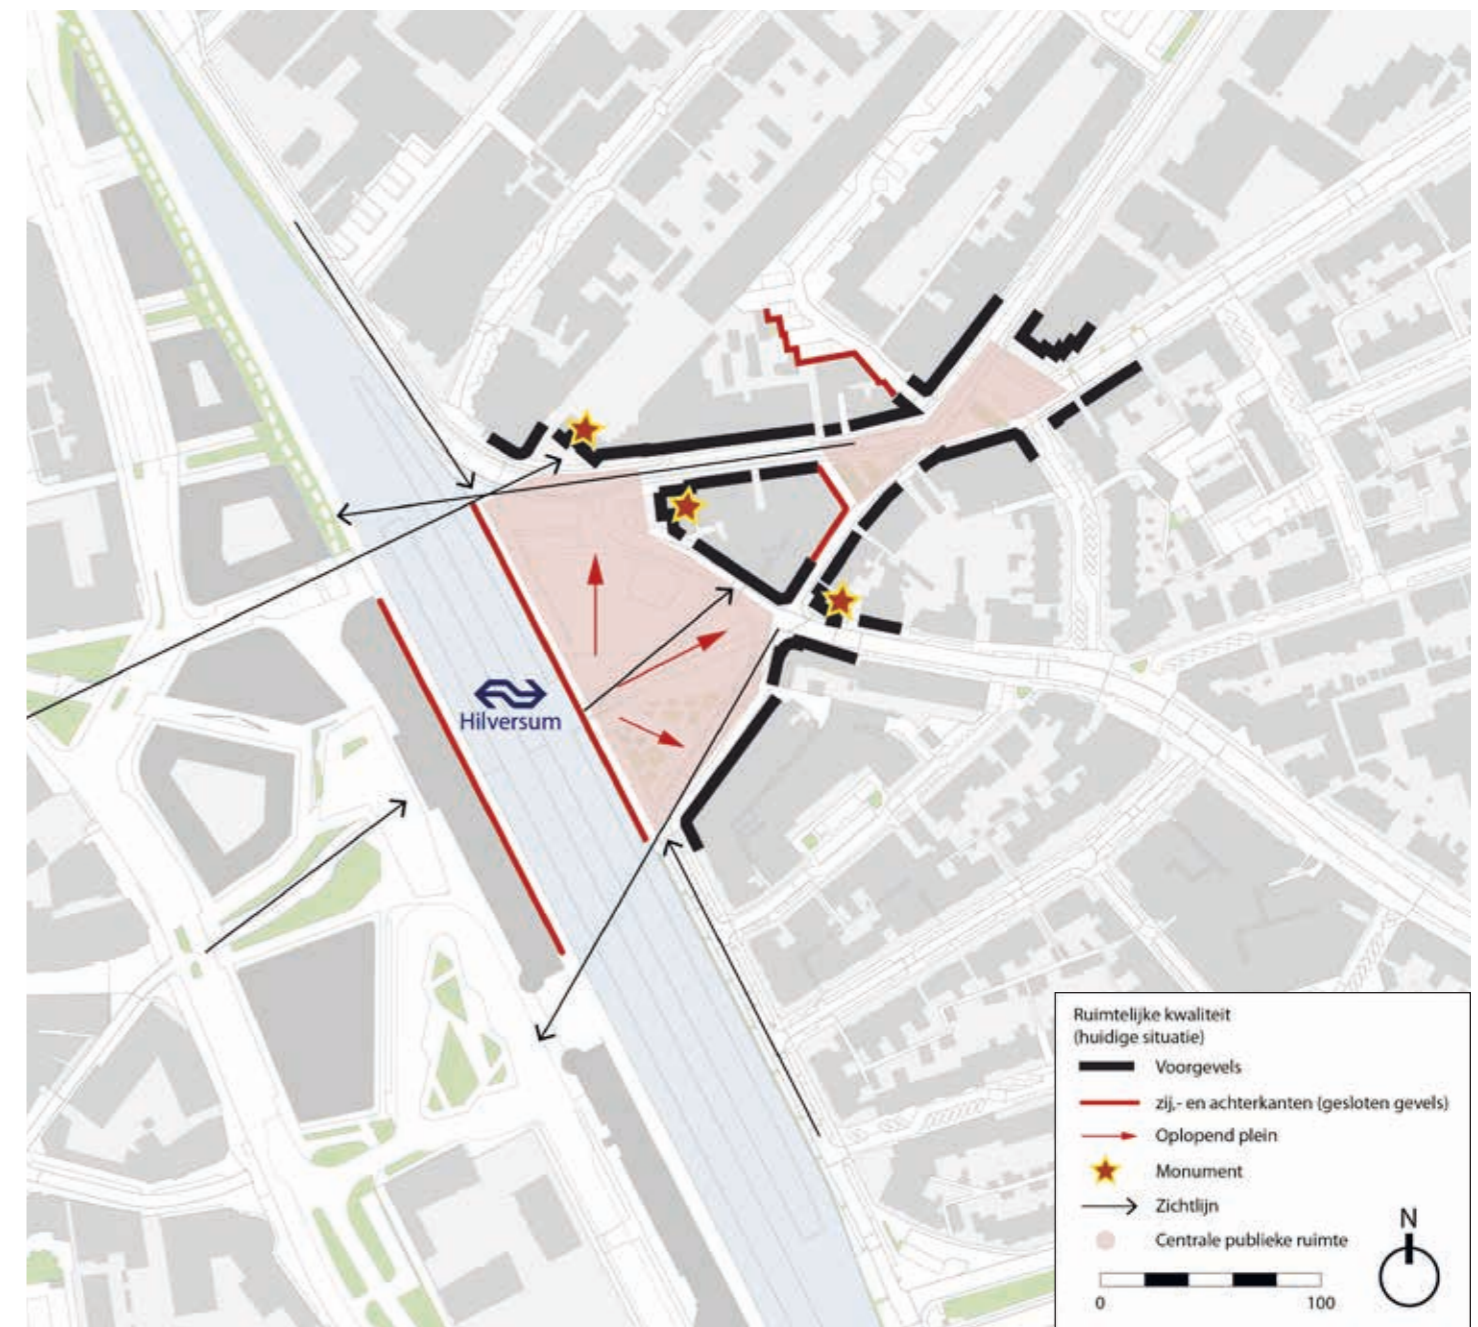 Hilversum
Ruimtelijke kwaliteit
(huidige situatie)
Voorgevels
zij,- en achterkanten (gesloten gevels)
Oplopend plein
Monument
Zichtlijn
Centrale publieke ruimte
N
0 100